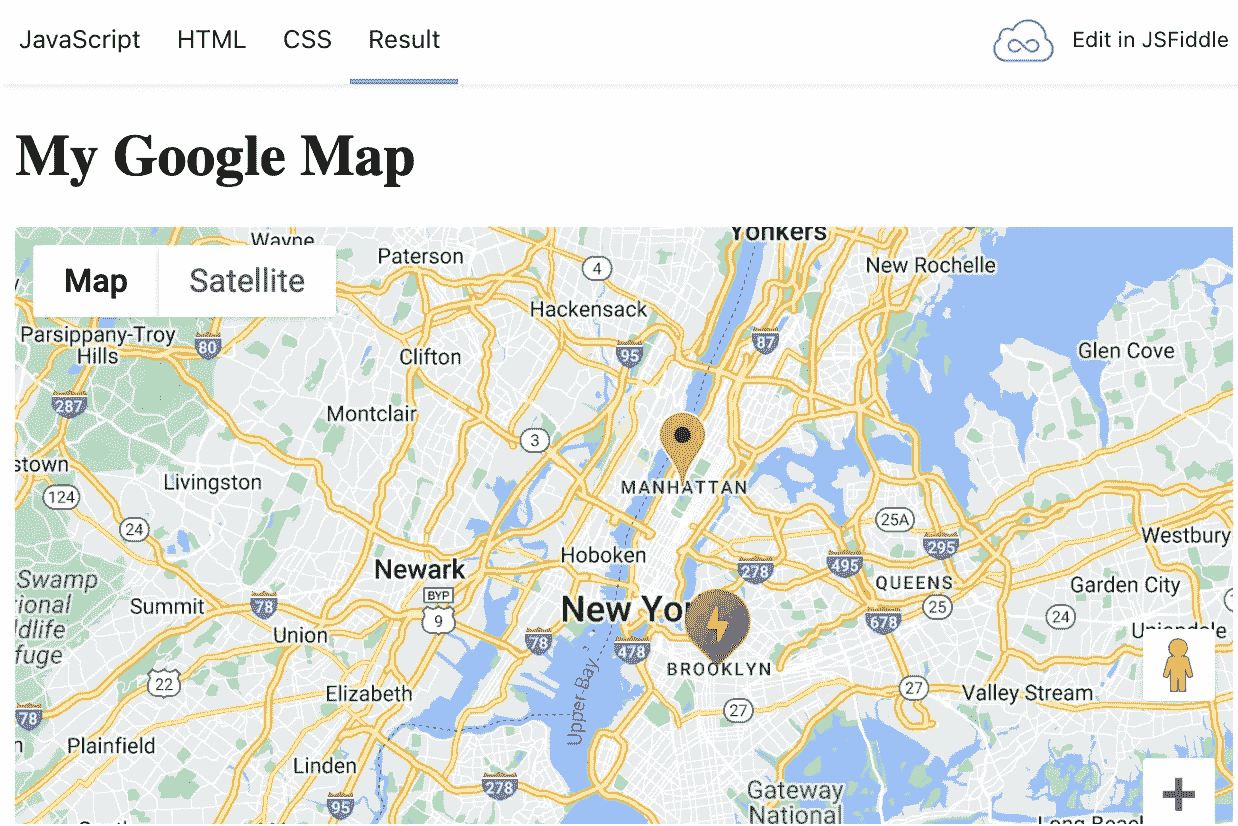 JavaScript HTML CSS Result
Edit in JSFiddle
My Google Map
Map Satellite
Wayne
Paterson
4
Yonkers
New Rochelle
Hackensack
Parsippany-Troy
Hills
80
Clifton
95
87
Glen Cove
287
Montclair
3
stown
124
Livingston
MANHATTAN
24
25A
Westbury
Hoboken
295
Newark
278
495
QUEENS
Garden City
Swamp
ional
ldlife
fuge
Summit
78
BYP
9
New Yor
25
24
678
Union
78
478
Uniondale
BROOKLYN
22
Elizabeth
27
Valley Stream
78
27
Upper Bay
Plainfield
Linden
278
95
Gateway
National
Long Beach